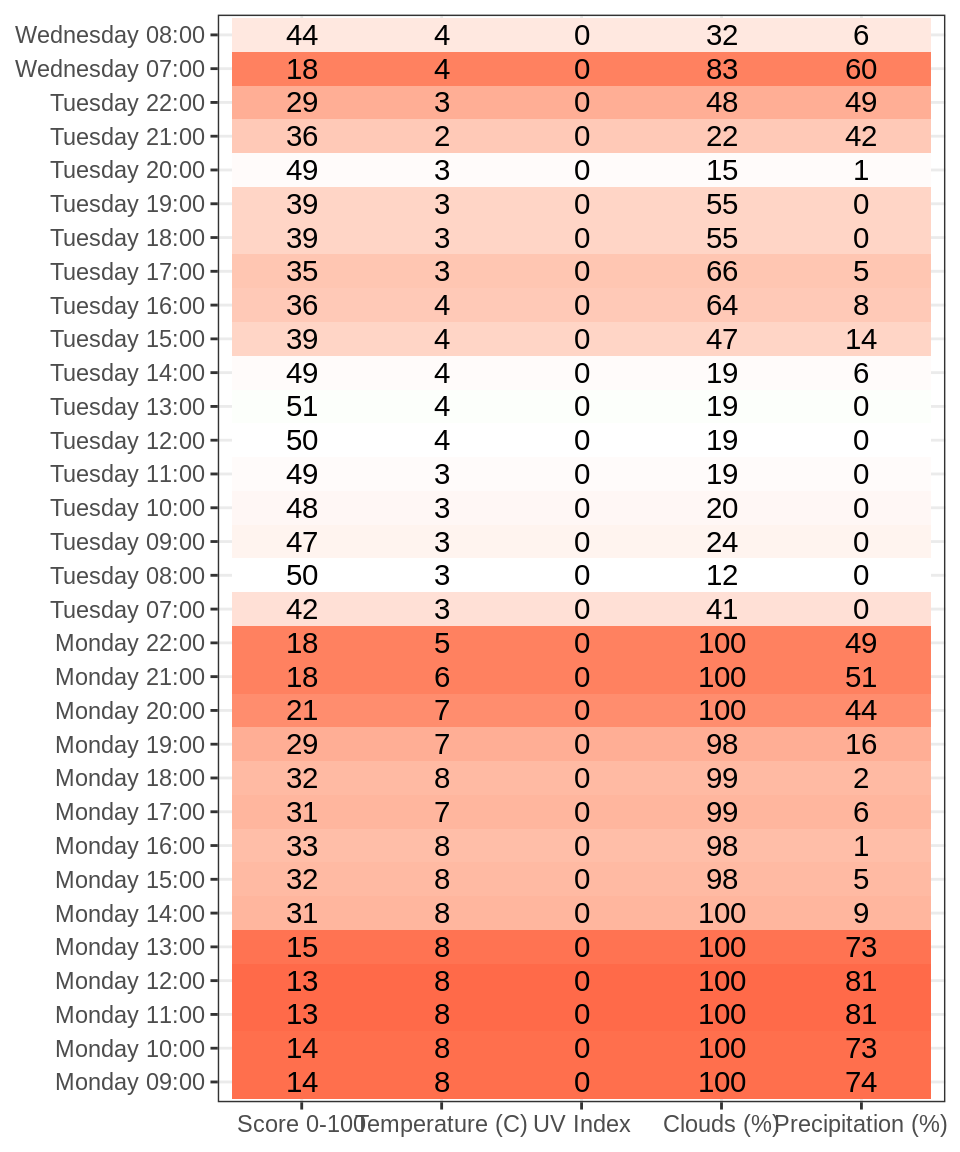 Wednesday 08:00 44 4 0 32 6
Wednesday 07:00 18 4 0 83 60
Tuesday 22:00 29 3 0 48 49
Tuesday 21:00 36 2 0 22 42
Tuesday 20:00 49 3 0 15 1
Tuesday 19:00 39 3 0 55 0
Tuesday 18:00 39 3 0 55 0
Tuesday 17:00 35 3 0 66 5
Tuesday 16:00 36 4 0 64 8
Tuesday 15:00 39 4 0 47 14
Tuesday 14:00 49 4 0 19 6
Tuesday 13:00 51 4 0 19 0
Tuesday 12:00 50 4 0 19 0
Tuesday 11:00 49 3 0 19 0
Tuesday 10:00 48 3 0 20 0
Tuesday 09:00 47 3 0 24 0
Tuesday 08:00 50 3 0 12 0
Tuesday 07:00 42 3 0 41 0
Monday 22:00 18 5 0 100 49
Monday 21:00 18 6 0 100 51
Monday 20:00 21 7 0 100 44
Monday 19:00 29 7 0 98 16
Monday 18:00 32 8 0 99 2
Monday 17:00 31 7 0 99 6
Monday 16:00 33 8 0 98 1
Monday 15:00 32 8 0 98 5
Monday 14:00 31 8 0 100 9
Monday 13:00 15 8 0 100 73
Monday 12:00 13 8 0 100 81
Monday 11:00 13 8 0 100 81
Monday 10:00 14 8 0 100 73
Monday 09:00 14 8 0 100 74
Score 0-100 Temperature (C) UV Index Clouds (%) Precipitation (%)